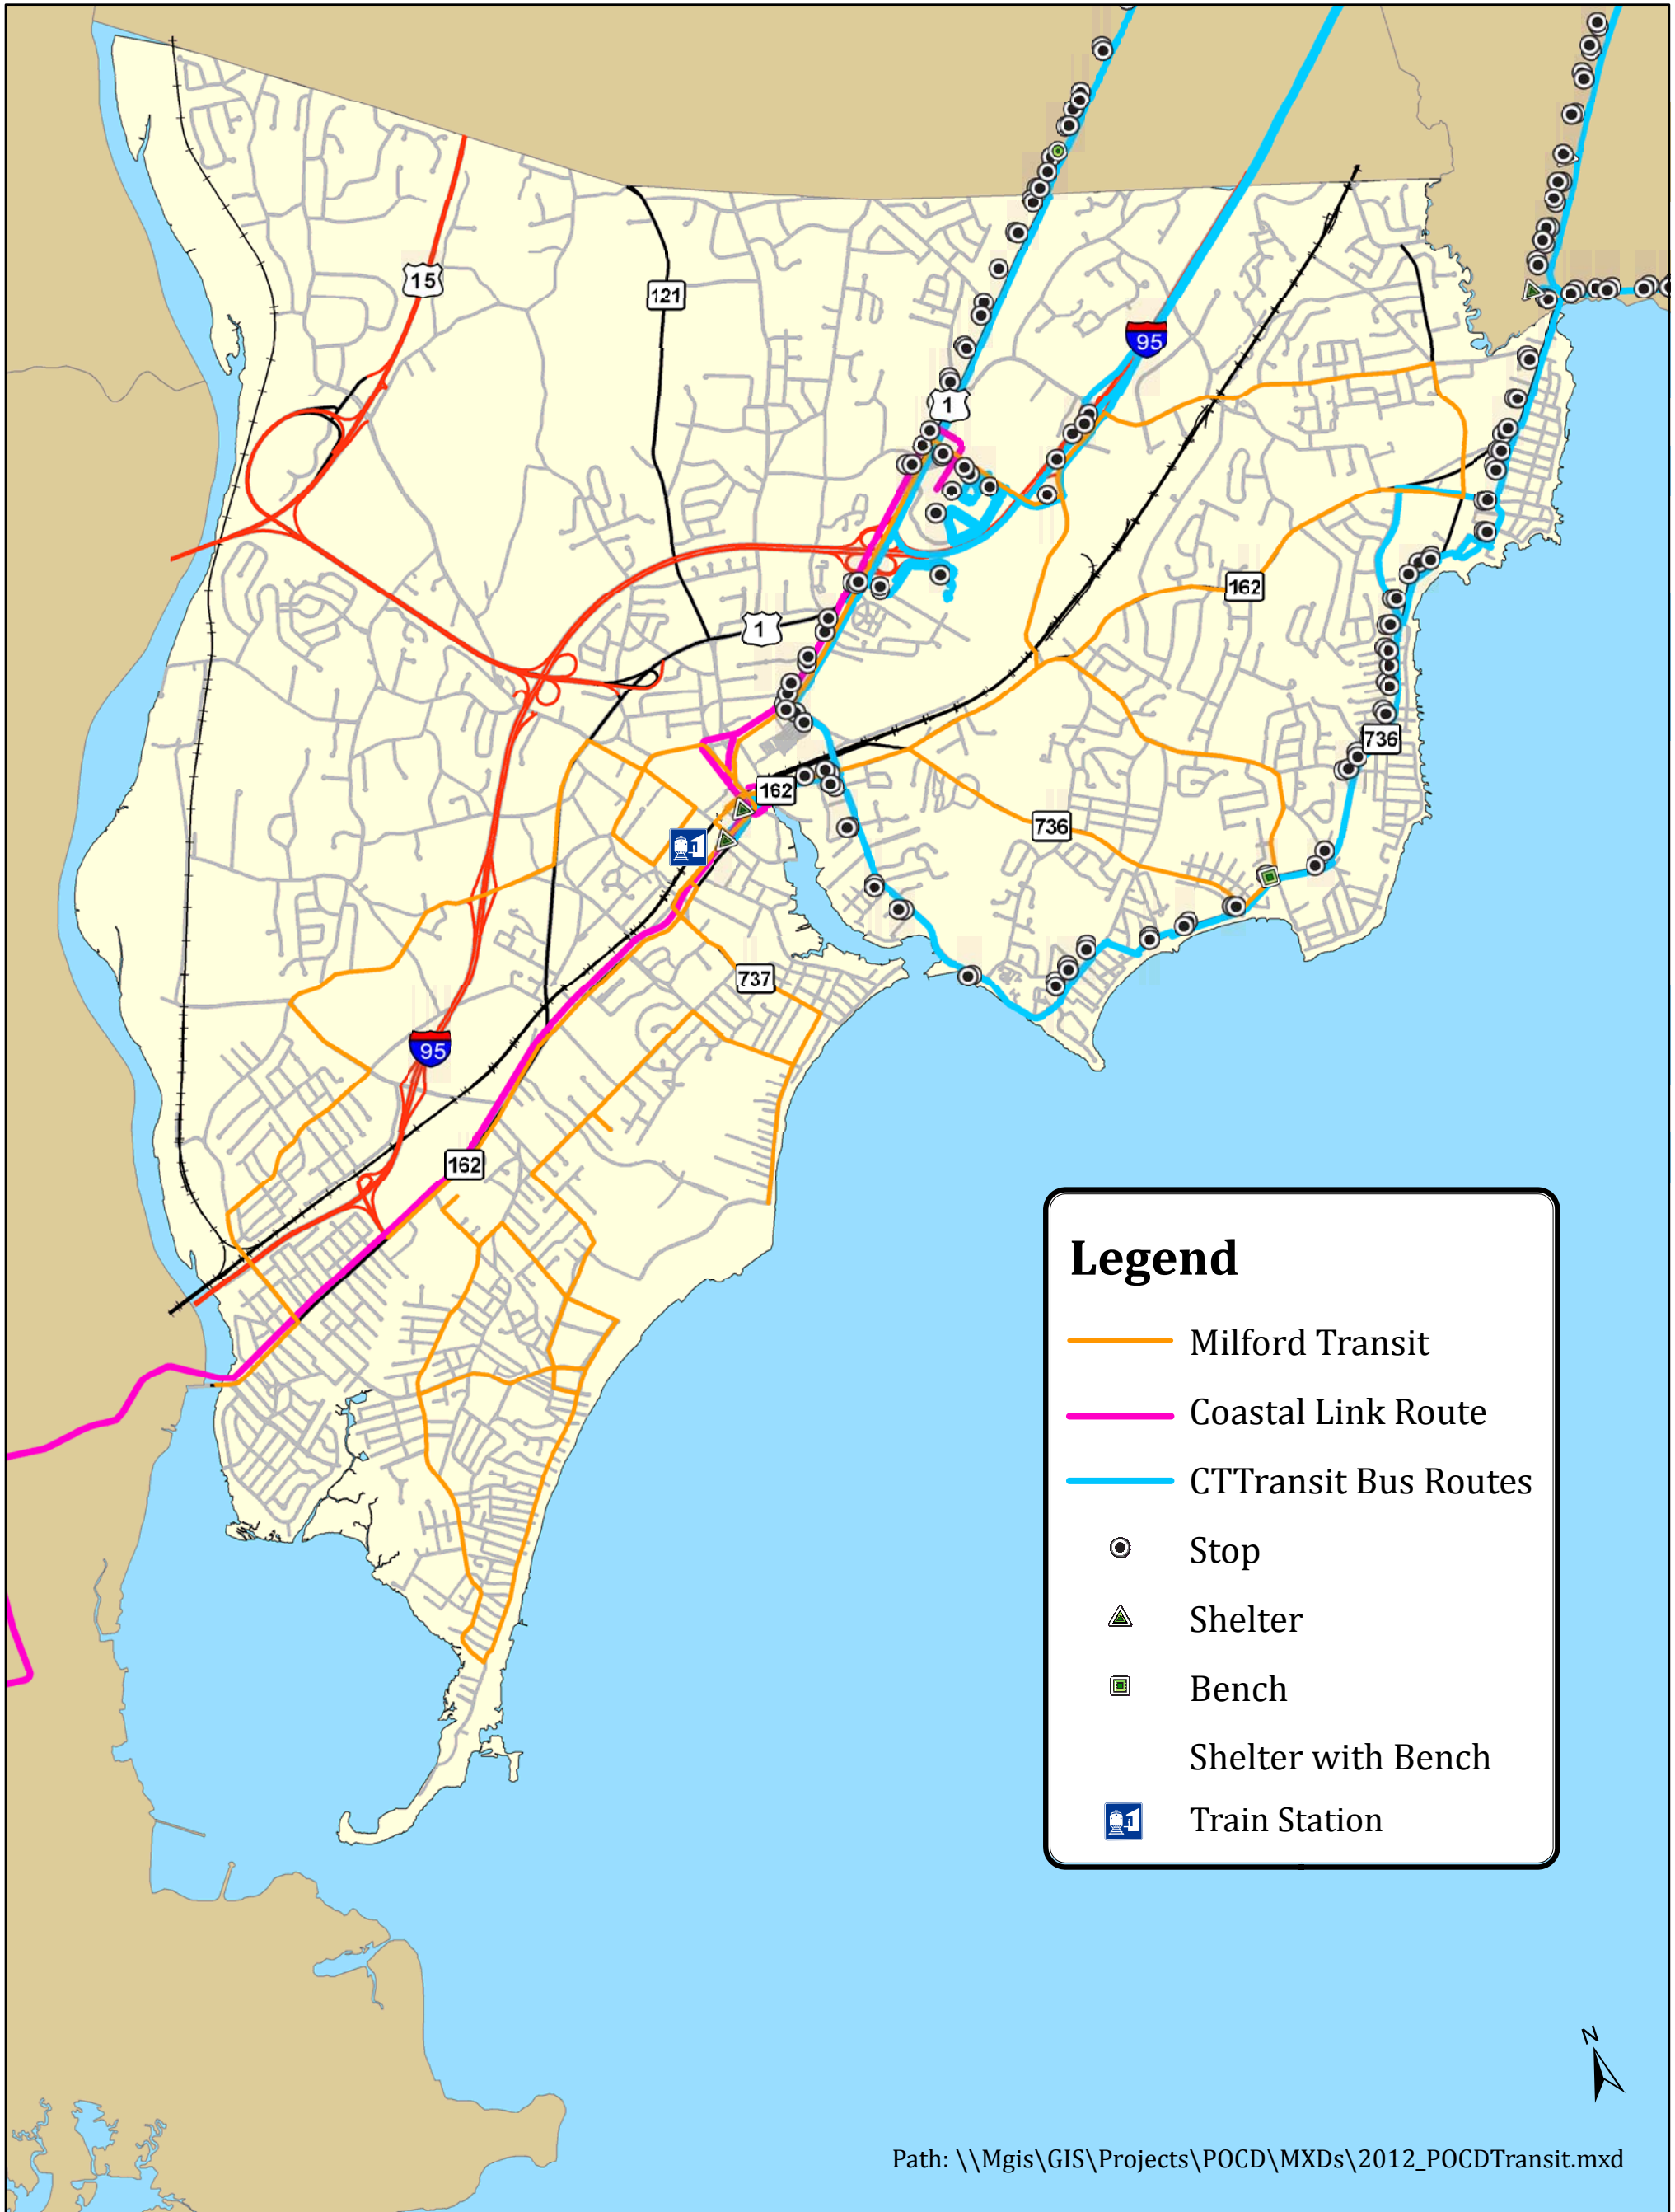 15
121
1
95
1
162
736
162
736
737
95
162
Legend
Milford Transit
Coastal Link Route
CTTransit Bus Routes
Stop
Shelter
Bench
Shelter with Bench
Train Station
N
Path: \\Mgis\GIS\Projects\POCD\MXDs\2012_POCDTransit.mxd